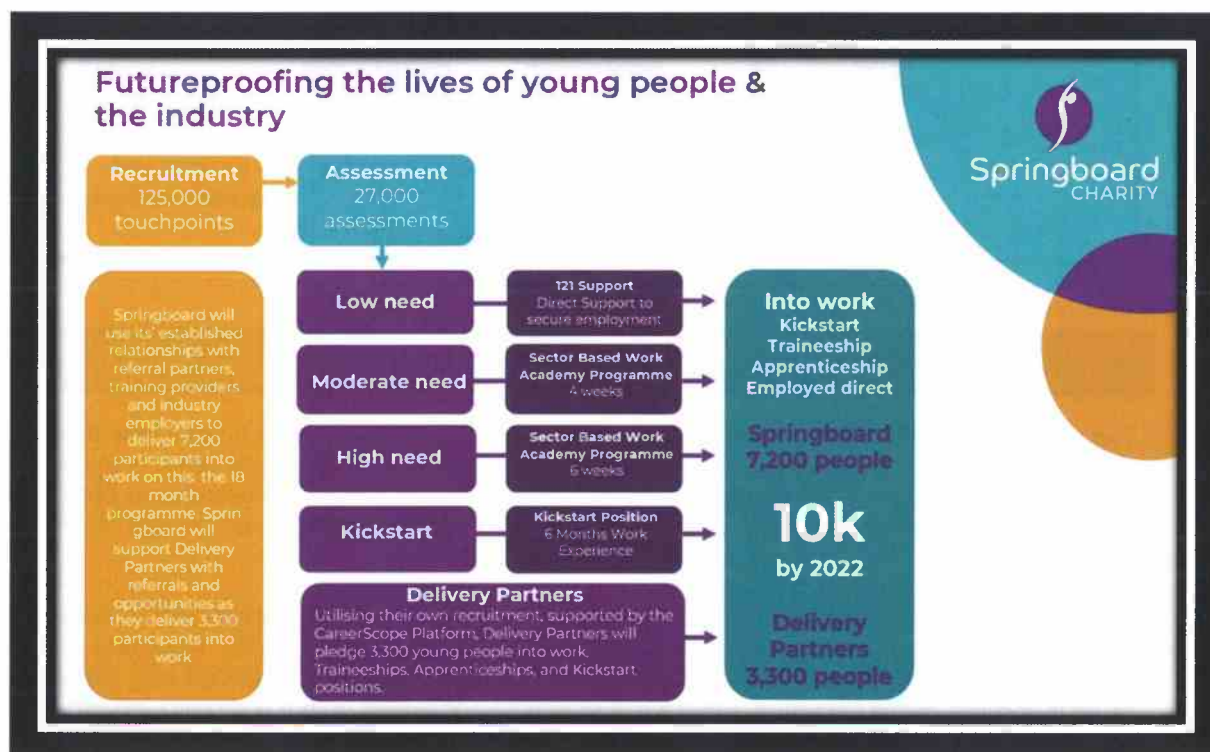 Futureproofing the lives of young people &
the industry
Springboard
CHARITY
Recruitment
125,000
touchpoints
Assessment
27,000
assessments
Springboard will
use its' established
relationships with
referral partners,
training providers
and industry
employers to
deliver 7,200
participants into
work on this, the 18
month
programme. Sprin
gboard will
support Delivery
Partners with
referrals and
opportunities as
they deliver 3,300
participants into
work
Low need
121 Support
Direct Support to
secure employment
Moderate need
Sector Based Work
Academy Programme
4 weeks
High need
Sector Based Work
Academy Programme
6 weeks
Kickstart
Kickstart Position
6 Months Work
Experience
Delivery Partners
Utilising their own recruitment, supported by the
CareerScope Platform, Delivery Partners will
pledge 3,300 young people into work,
Traineeships, Apprenticeships, and Kickstart
positions.
Into work
Kickstart
Traineeship
Apprenticeship
Employed direct
Springboard
7,200 people
10k
by 2022
Delivery
Partners
3,300 people